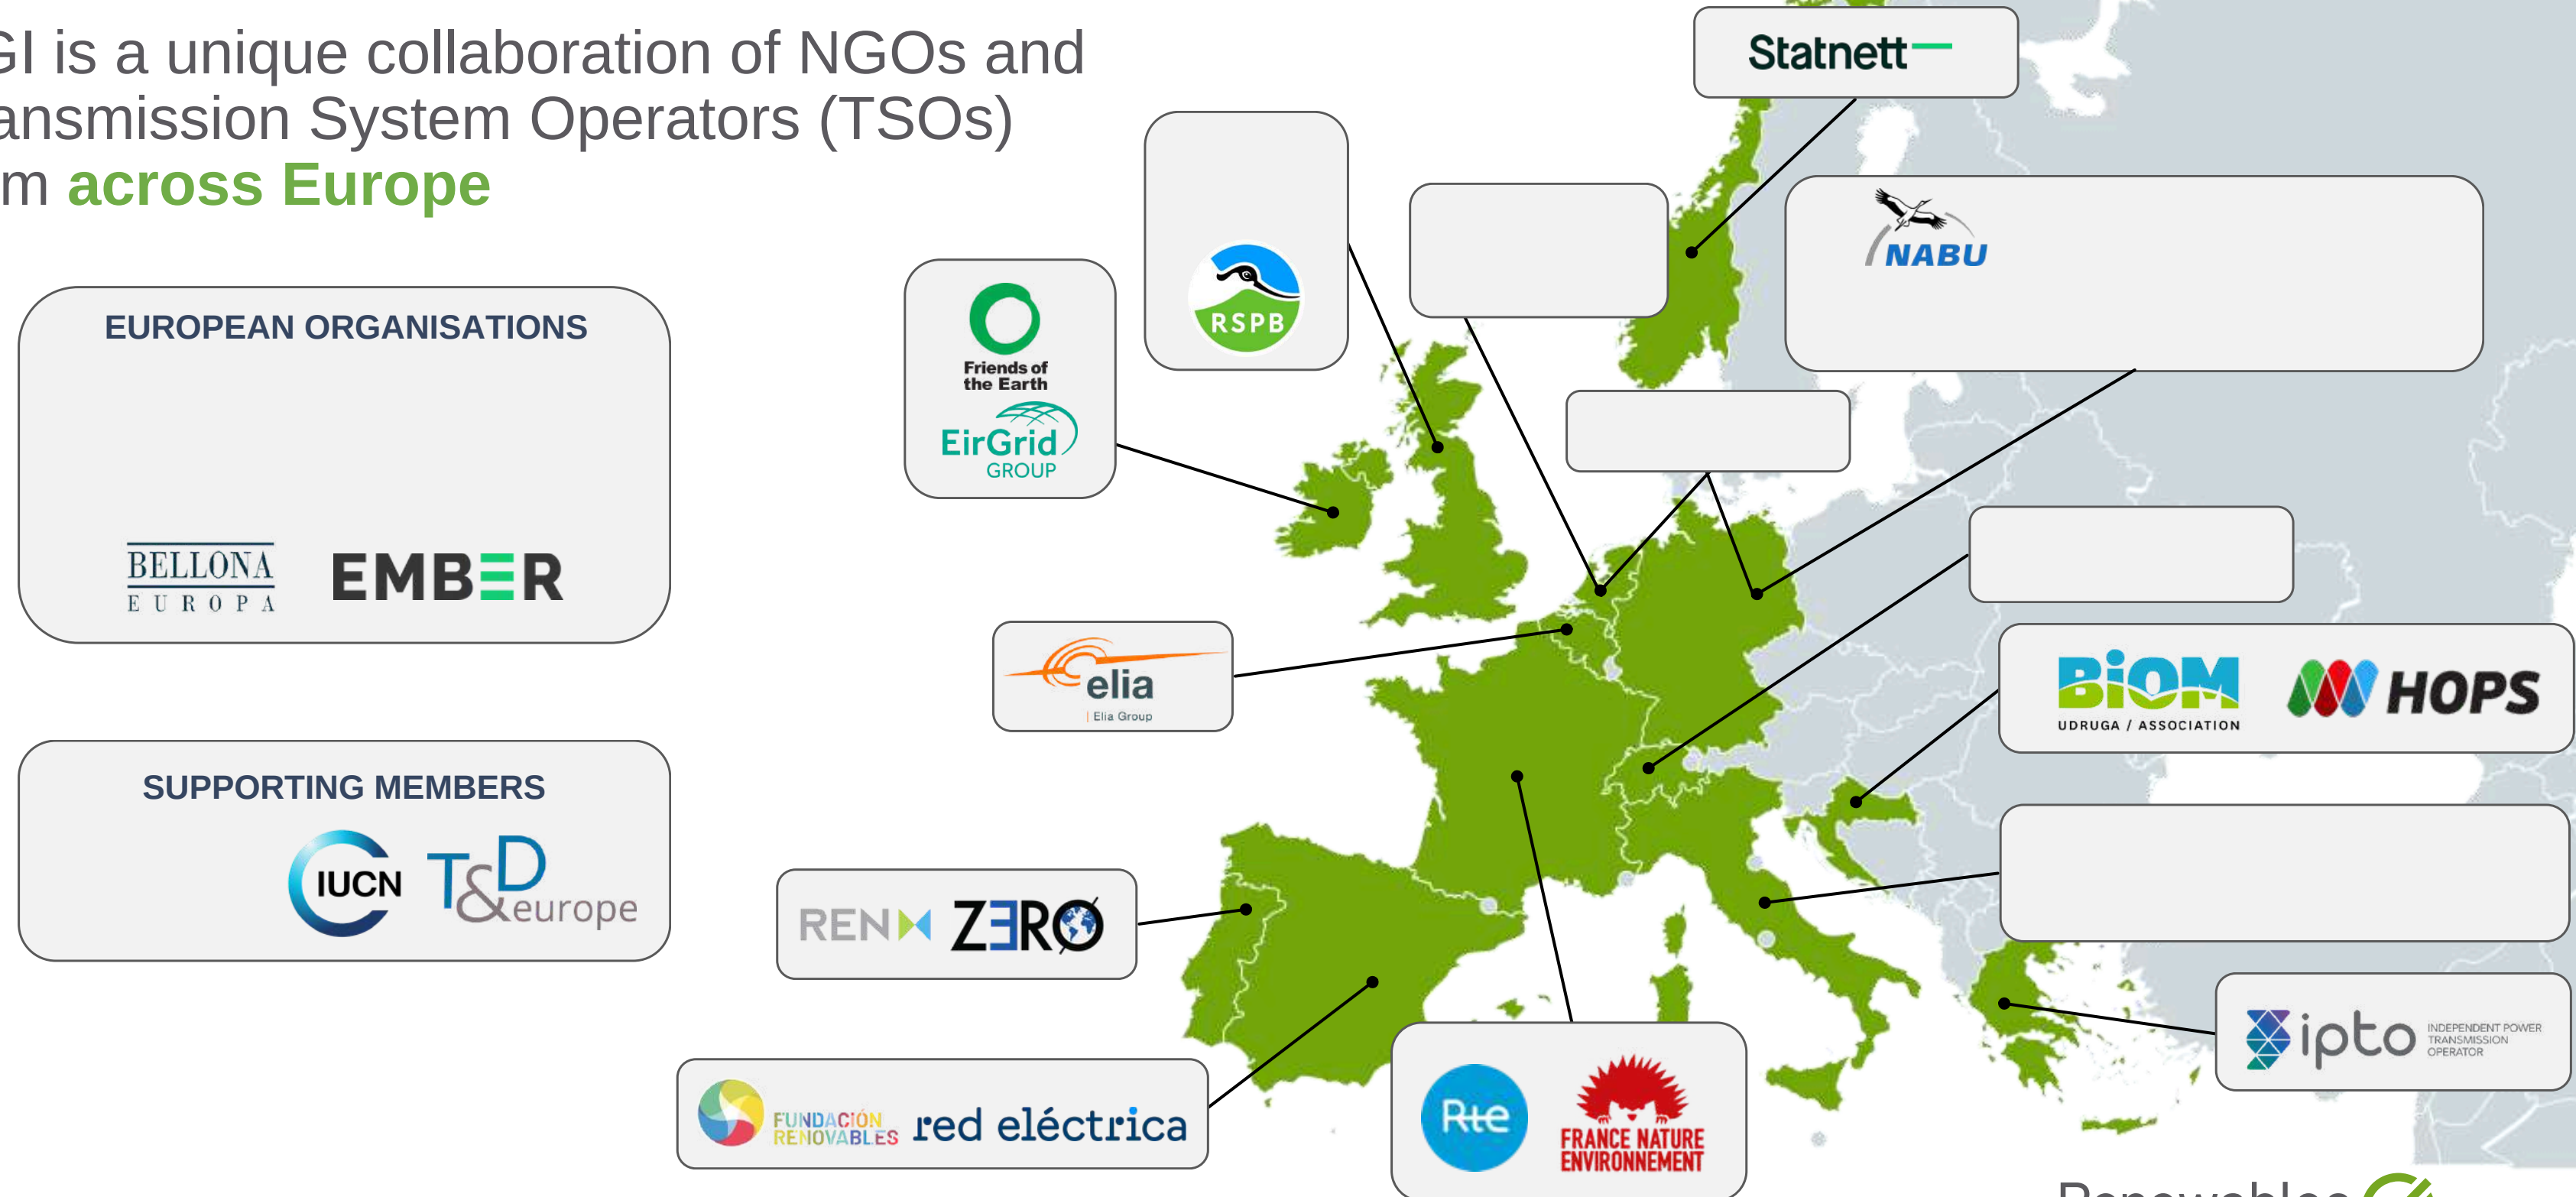 GI is a unique collaboration of NGOs and
ansmission System Operators (TSOs)
m across Europe
Statnett
RSPB
NABU
Friends of
the Earth
EirGrid
GROUP
EUROPEAN ORGANISATIONS
BELLONA
EUROPA
EMBER
elia
| Elia Group
BiOM
UDRUGA / ASSOCIATION
HOPS
SUPPORTING MEMBERS
IUCN
T&D
europe
REN
ZERO
ipto
INDEPENDENT POWER
TRANSMISSION
OPERATOR
FUNDACIÓN
RENOVABLES
red eléctrica
Rte
FRANCE NATURE
ENVIRONNEMENT
Renewables